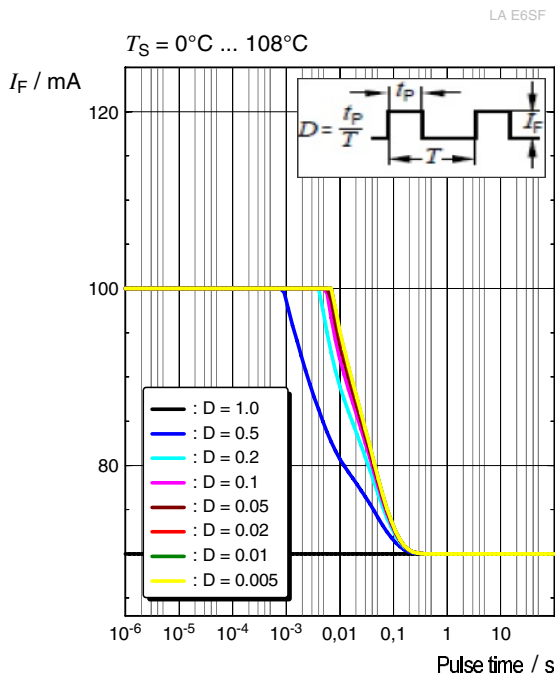 LA E6SF
T_S = 0°C ... 108°C
I_F / mA
120
100
80
t_P
D = t_P / T
I_F
T
: D = 1.0
: D = 0.5
: D = 0.2
: D = 0.1
: D = 0.05
: D = 0.02
: D = 0.01
: D = 0.005
10^-6 10^-5 10^-4 10^-3 0,01 0,1 1 10
Pulse time / s